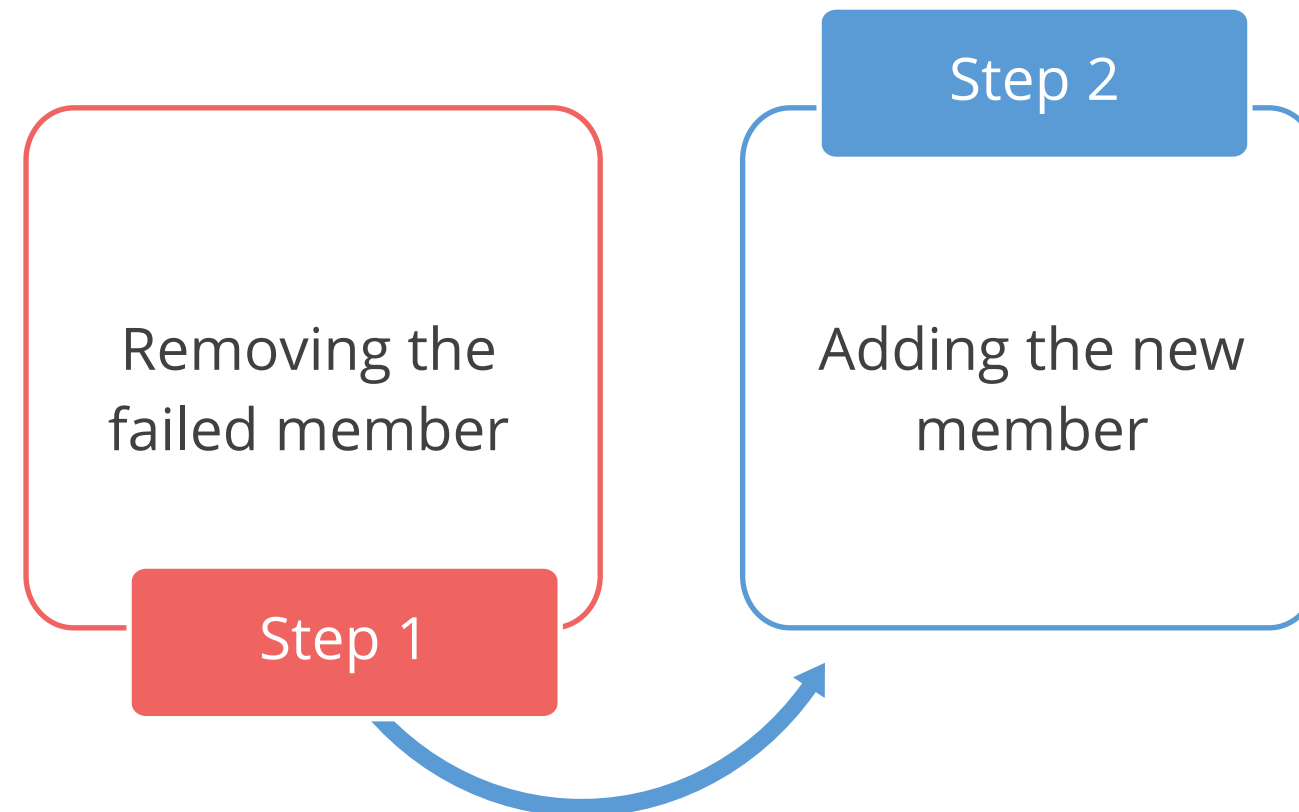 Removing the
failed member
Step 1
Step 2
Adding the new
member